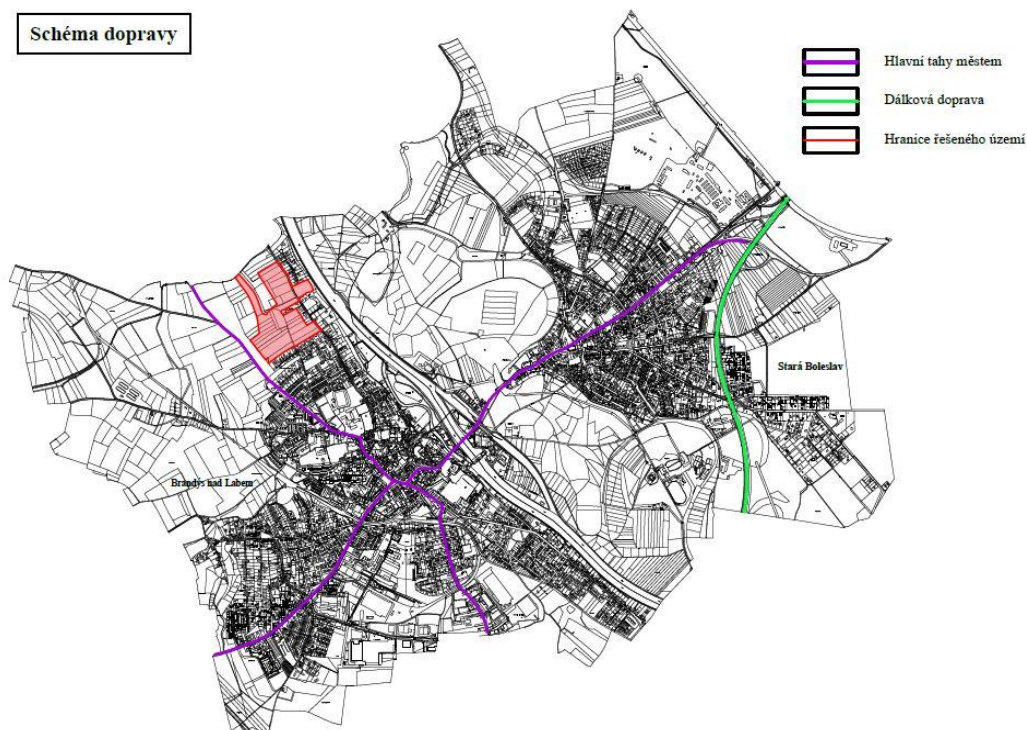 Schéma dopravy
Hlavní tahy městem
Dálková doprava
Hranice řešeného území
Stará Boleslav
Brandýs nad Labem